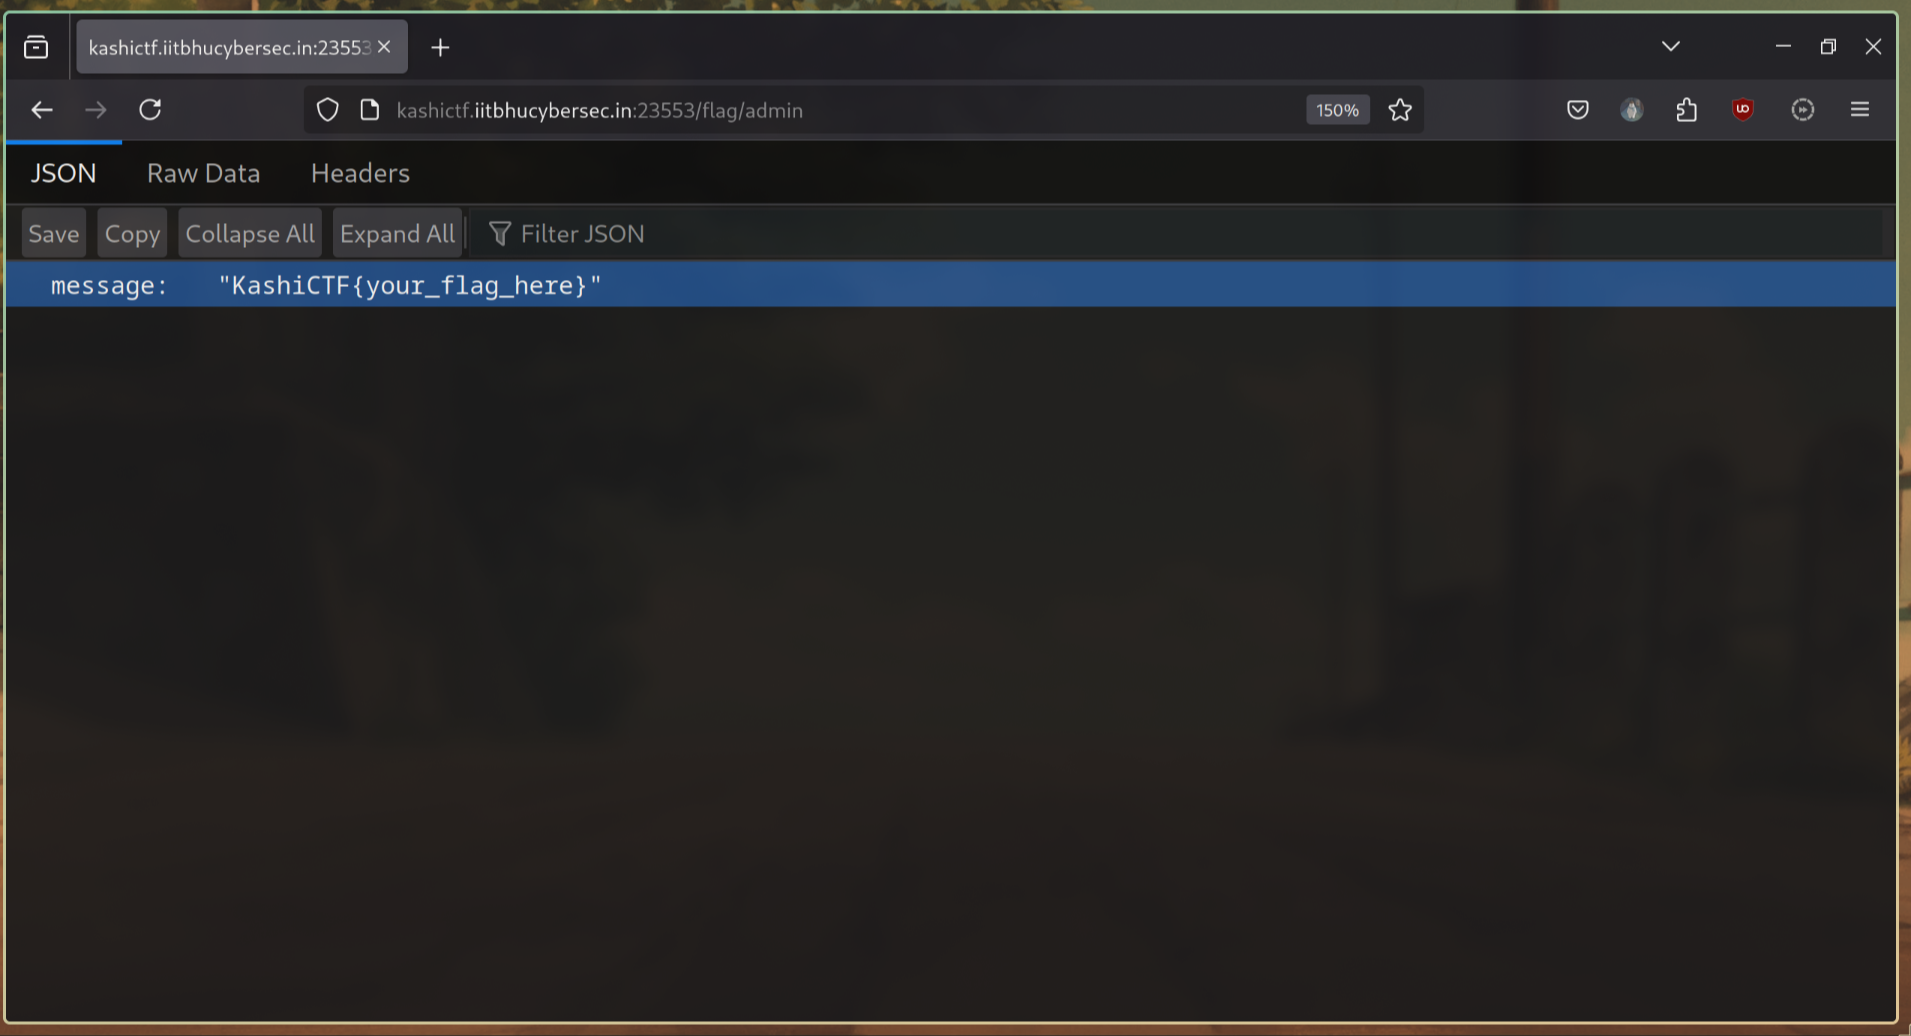 kashictf.iitbhucybersec.in:23553
kashictf.iitbhucybersec.in:23553/flag/admin
150%
JSON
Raw Data
Headers
Save
Copy
Collapse All
Expand All
Filter JSON
message: "KashiCTF{your_flag_here}"